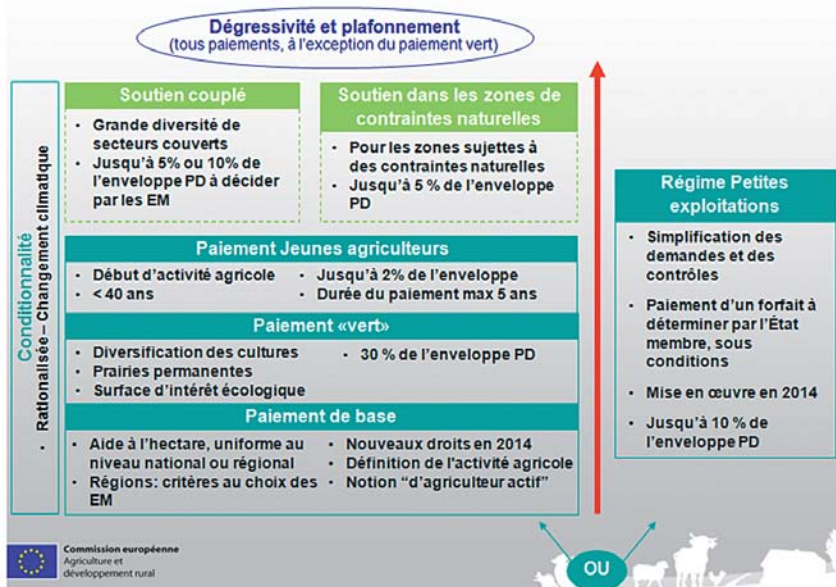 Dégressivité et plafonnement
(tous paiements, à l'exception du paiement vert)
Conditionnalité
• Rationalisée – Changement climatique
Soutien couplé
• Grande diversité de
secteurs couverts
• Jusqu'à 5% ou 10% de
l'enveloppe PD à décider
par les EM
Soutien dans les zones de
contraintes naturelles
• Pour les zones sujettes à
des contraintes naturelles
• Jusqu'à 5 % de l'enveloppe
PD
Paiement Jeunes agriculteurs
• Début d'activité agricole
• < 40 ans
• Jusqu'à 2% de l'enveloppe
• Durée du paiement max 5 ans
Paiement «vert»
• Diversification des cultures
• Prairies permanentes
• Surface d'intérêt écologique
• 30 % de l'enveloppe PD
Paiement de base
• Aide à l'hectare, uniforme au
niveau national ou régional
• Régions: critères au choix des
EM
• Nouveaux droits en 2014
• Définition de l'activité agricole
• Notion "d'agriculteur actif"
Régime Petites
exploitations
• Simplification des
demandes et des
contrôles
• Paiement d'un forfait à
déterminer par l'État
membre, sous
conditions
• Mise en œuvre en 2014
• Jusqu'à 10 % de
l'enveloppe PD
OU
Commission européenne
Agriculture et
développement rural